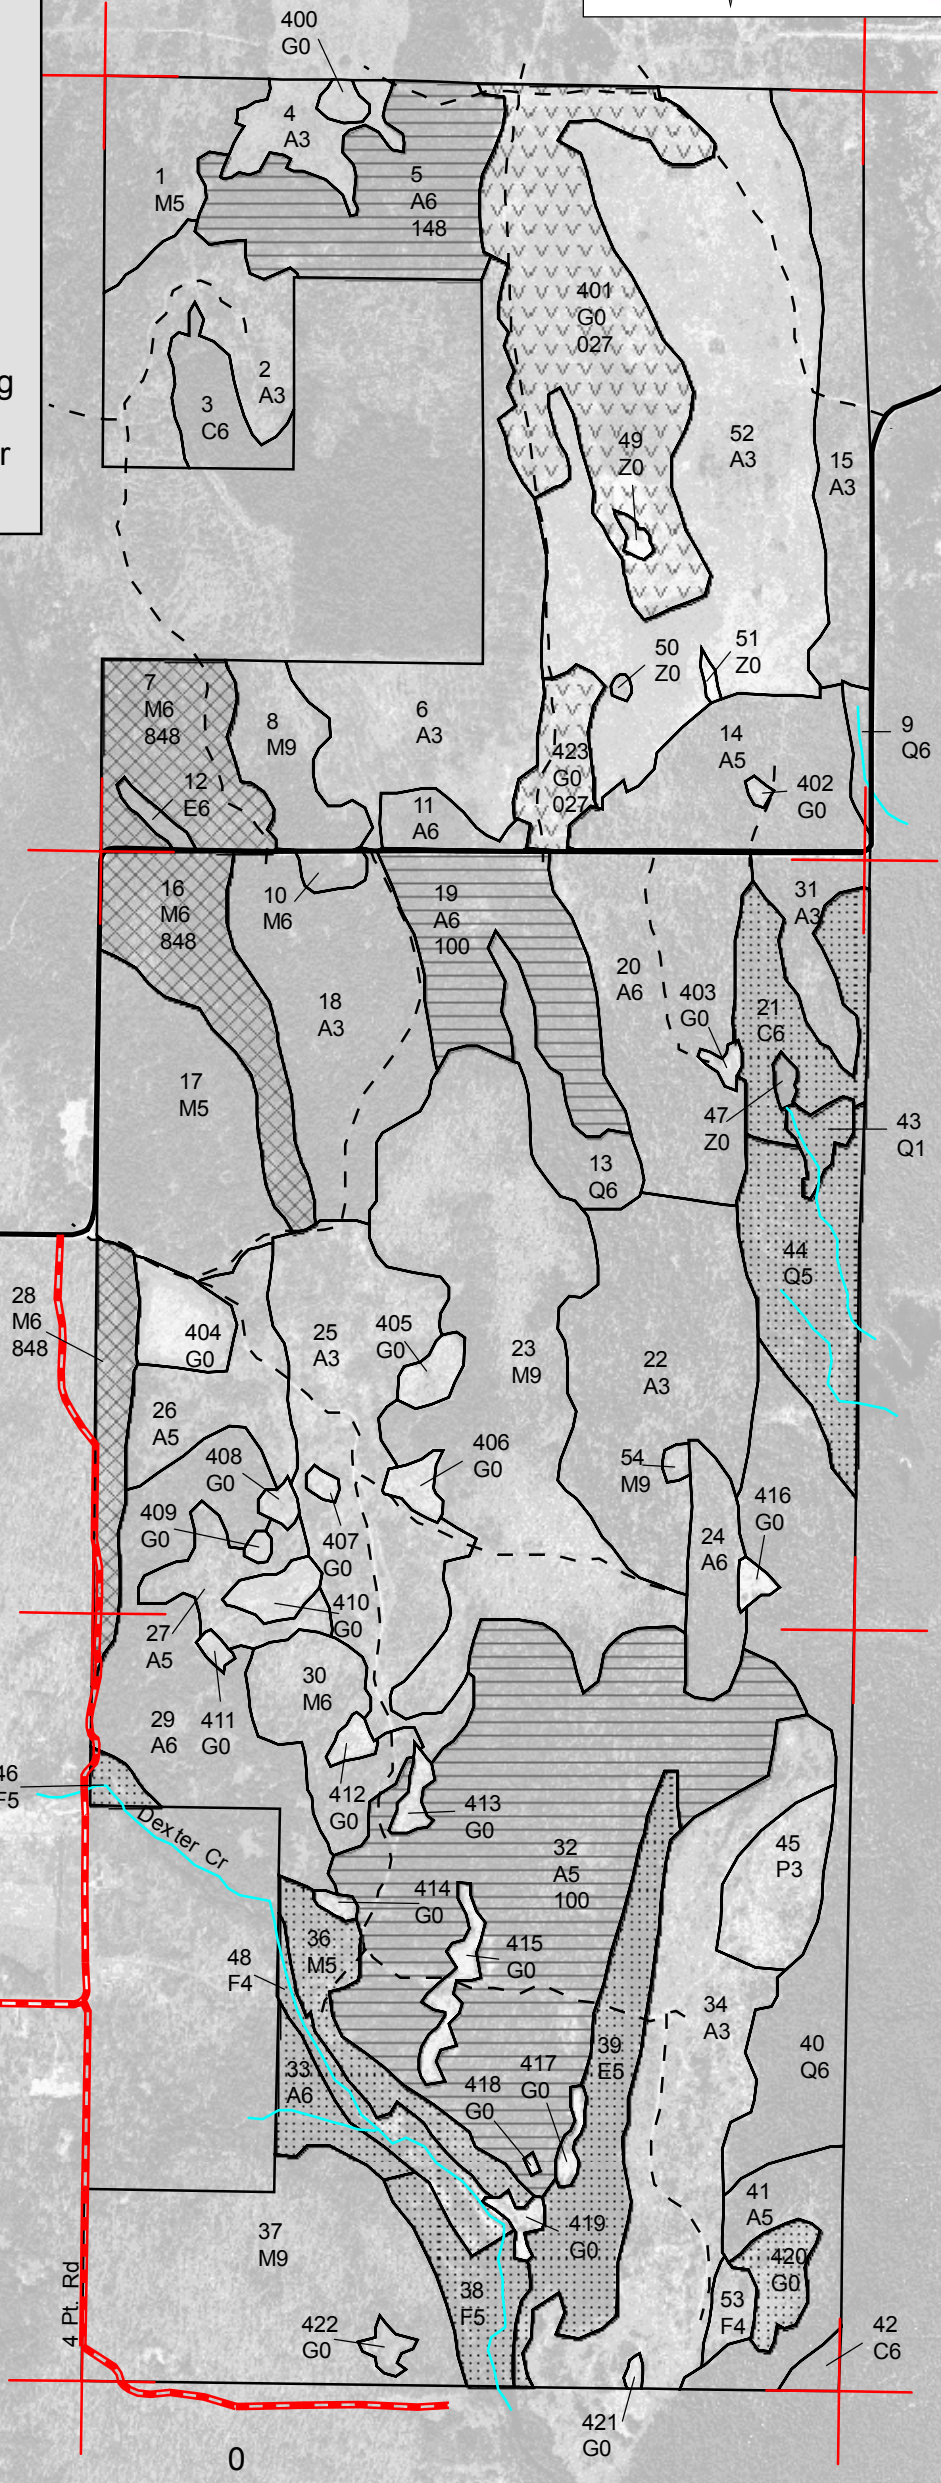 400
G0
4
A3
1
M5
5
A6
148
401
G0
027
2
A3
g
3
C6
r
49
Z0
52
A3
15
A3
50
Z0
51
Z0
7
M6
848
8
M9
6
A3
14
A5
9
Q6
423
G0
027
12
E6
11
A6
402
G0
16
M6
848
10
M6
19
A6
100
31
A3
18
A3
20
A6
403
G0
21
C6
17
M5
47
Z0
43
Q1
13
Q6
44
Q5
28
M6
848
404
G0
25
A3
405
G0
23
M9
22
A3
26
A5
408
G0
406
G0
54
M9
416
G0
409
G0
407
G0
24
A6
410
G0
27
A5
30
M6
29
A6
411
G0
46
F5
412
G0
413
G0
Dexter Cr
32
A5
100
45
P3
414
G0
36
M5
415
G0
48
F4
34
A3
33
A6
39
E5
40
Q6
417
G0
418
G0
41
A5
419
G0
37
M9
420
G0
4 Pt. Rd
38
F5
53
F4
422
G0
42
C6
421
G0
0